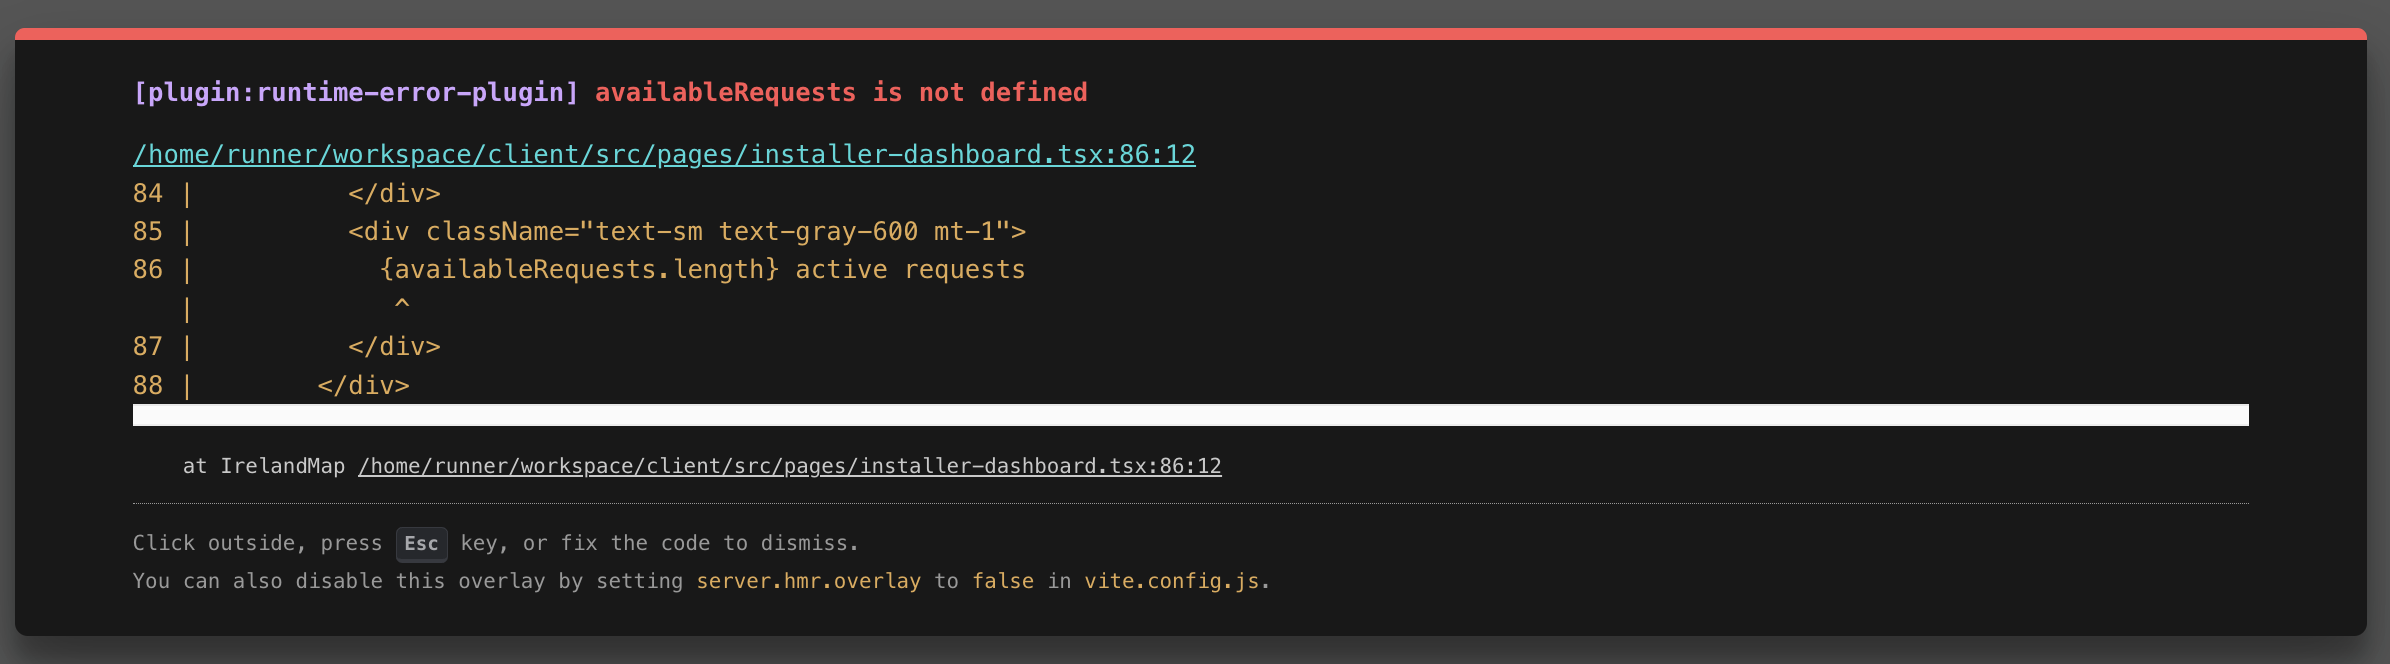 [plugin:runtime-error-plugin] availableRequests is not defined
/home/runner/workspace/client/src/pages/installer-dashboard.tsx:86:12
84 |          </div>
85 |          <div className="text-sm text-gray-600 mt-1">
86 |            {availableRequests.length} active requests
   |             ^
87 |          </div>
88 |        </div>
    at IrelandMap /home/runner/workspace/client/src/pages/installer-dashboard.tsx:86:12
Click outside, press Esc key, or fix the code to dismiss.
You can also disable this overlay by setting server.hmr.overlay to false in vite.config.js.